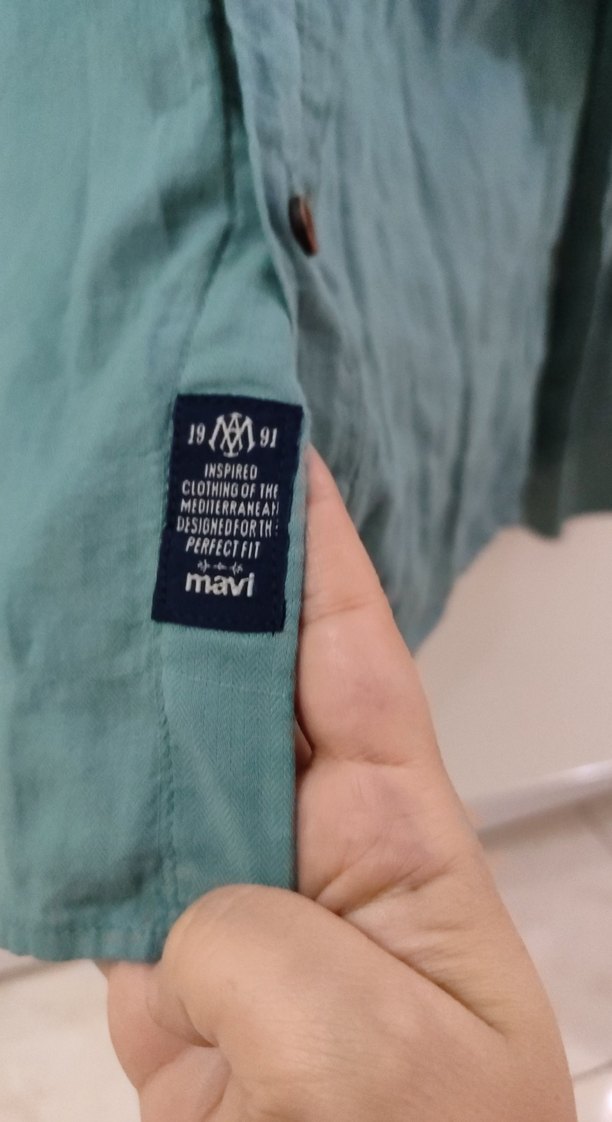 19 91
INSPIRED
CLOTHING OF THE
MEDITERRANEAN
DESIGNED FOR TH
PERFECT FIT
mavi